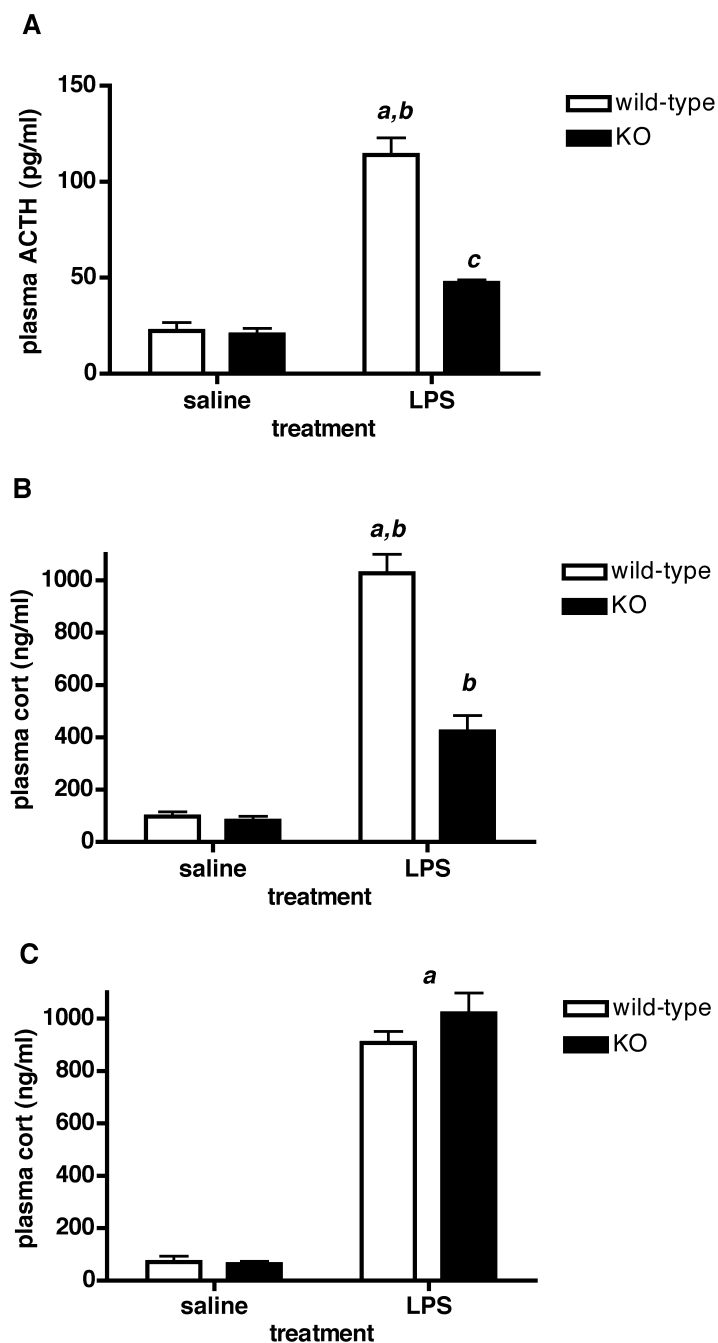 A
150
a,b
wild-type
KO
100
plasma ACTH (pg/ml)
c
50
0
saline
LPS
treatment
B
a,b
1000
wild-type
KO
800
plasma cort (ng/ml)
b
600
400
200
0
saline
LPS
treatment
C
a
1000
wild-type
KO
800
plasma cort (ng/ml)
600
400
200
0
saline
LPS
treatment